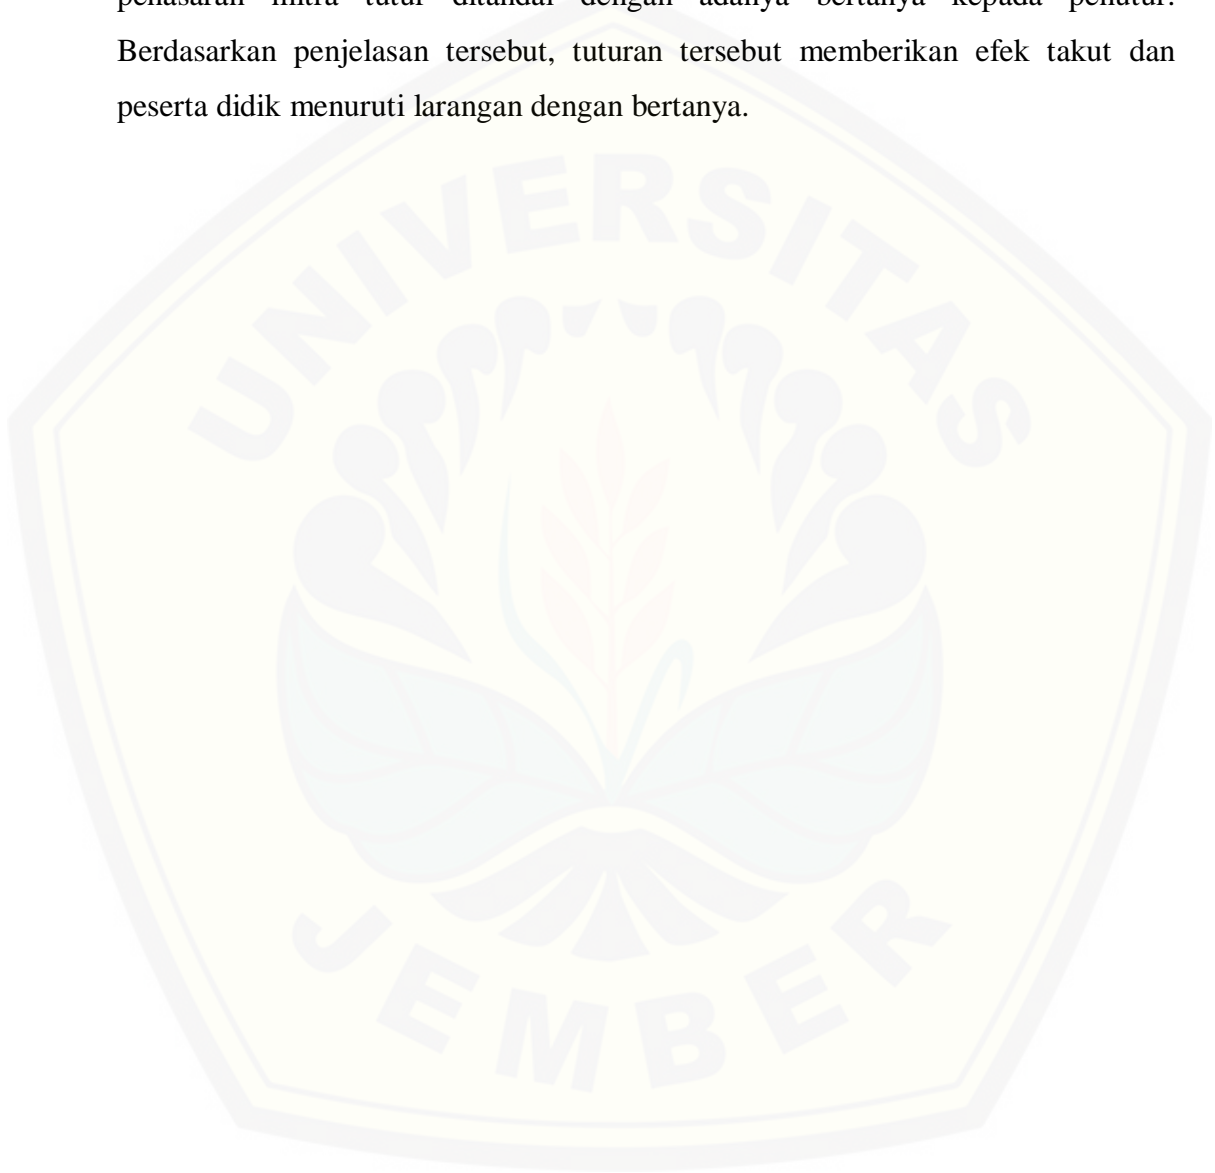 penasaran mitra tutur ditandai dengan adanya bertanya kepada penutur.
Berdasarkan penjelasan tersebut, tuturan tersebut memberikan efek takut dan
peserta didik menuruti larangan dengan bertanya.
UNIVERSITAS
JEMBER